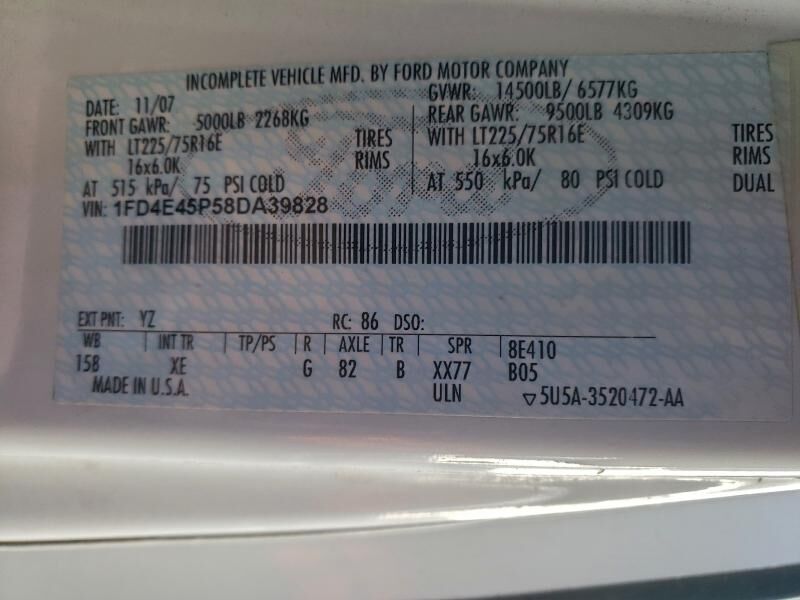 INCOMPLETE VEHICLE MFD. BY FORD MOTOR COMPANY
DATE: 11/07 GVWR: 14500LB/ 6577KG
FRONT GAWR: 5000LB 2268KG REAR GAWR: 9500LB 4309KG
WITH LT225/75R16E TIRES WITH LT225/75R16E TIRES
16x6.0K RIMS 16x6.0K RIMS
AT 515 kPa/ 75 PSI COLD AT 550 kPa/ 80 PSI COLD DUAL
VIN: 1FD4E45P58DA39828
EXT PNT: YZ RC: 86 DSO:
WB INT TR TP/PS R AXLE TR SPR 8E410
158 XE G 82 B XX77 B05
MADE IN U.S.A. ULN ▽5U5A-3520472-AA